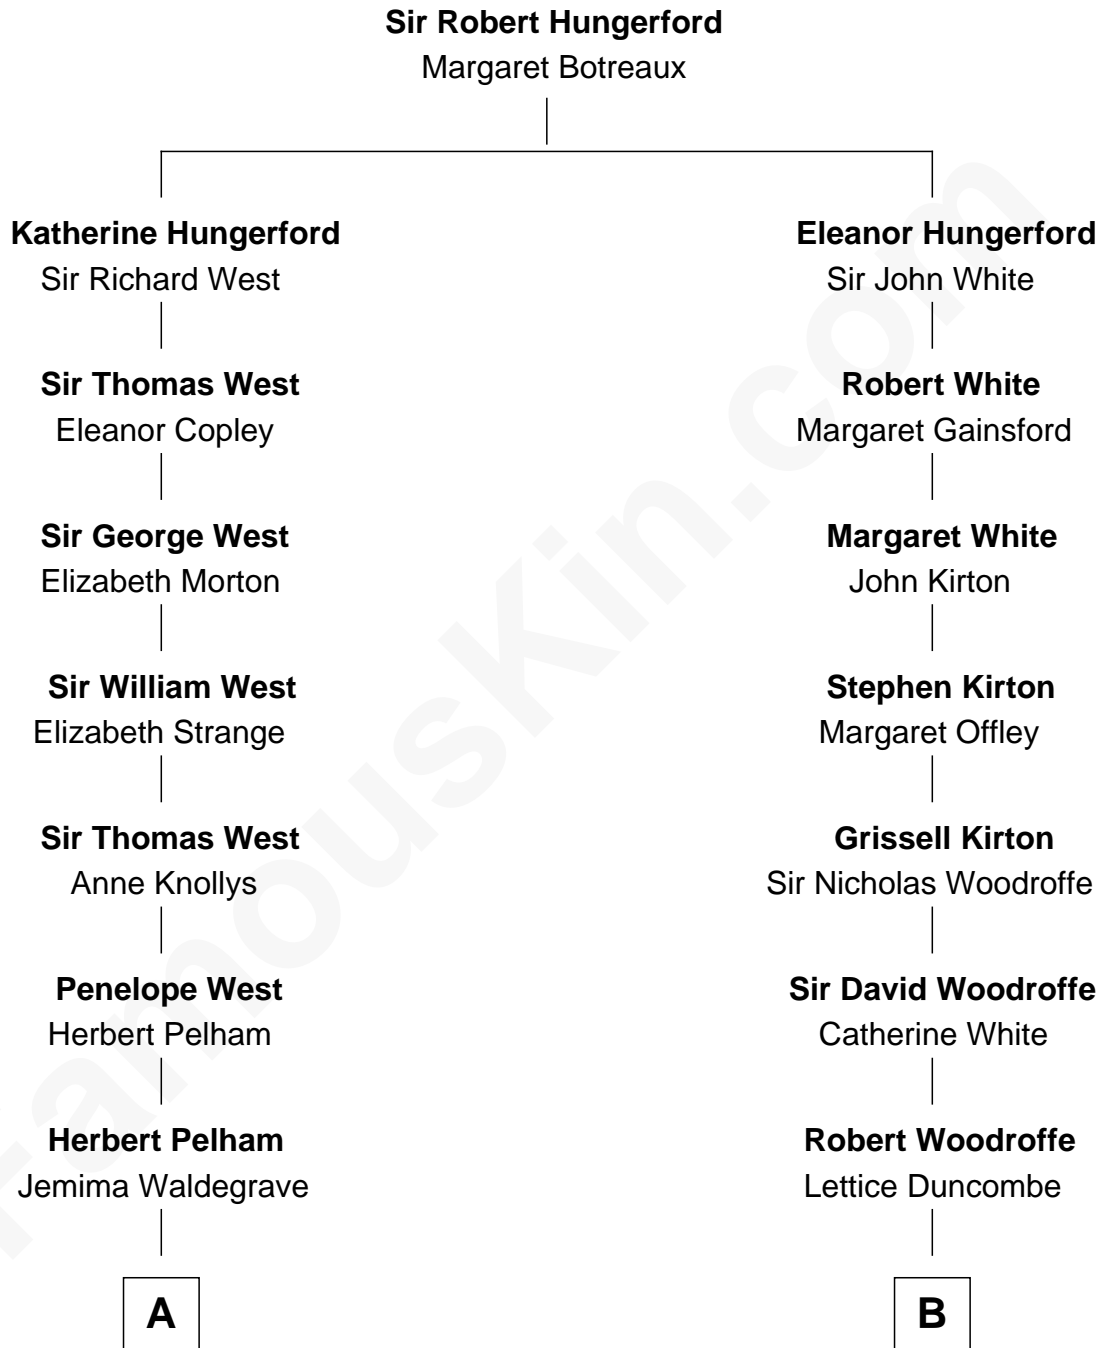 Sir Robert Hungerford
Margaret Botreaux
Katherine Hungerford
Sir Richard West
Eleanor Hungerford
Sir John White
Sir Thomas West
Eleanor Copley
Robert White
Margaret Gainsford
Sir George West
Elizabeth Morton
Margaret White
John Kirton
Sir William West
Elizabeth Strange
Stephen Kirton
Margaret Offley
Sir Thomas West
Anne Knollys
Grissell Kirton
Sir Nicholas Woodroffe
Penelope West
Herbert Pelham
Sir David Woodroffe
Catherine White
Herbert Pelham
Jemima Waldegrave
Robert Woodroffe
Lettice Duncombe
A
B
FamousKin.com